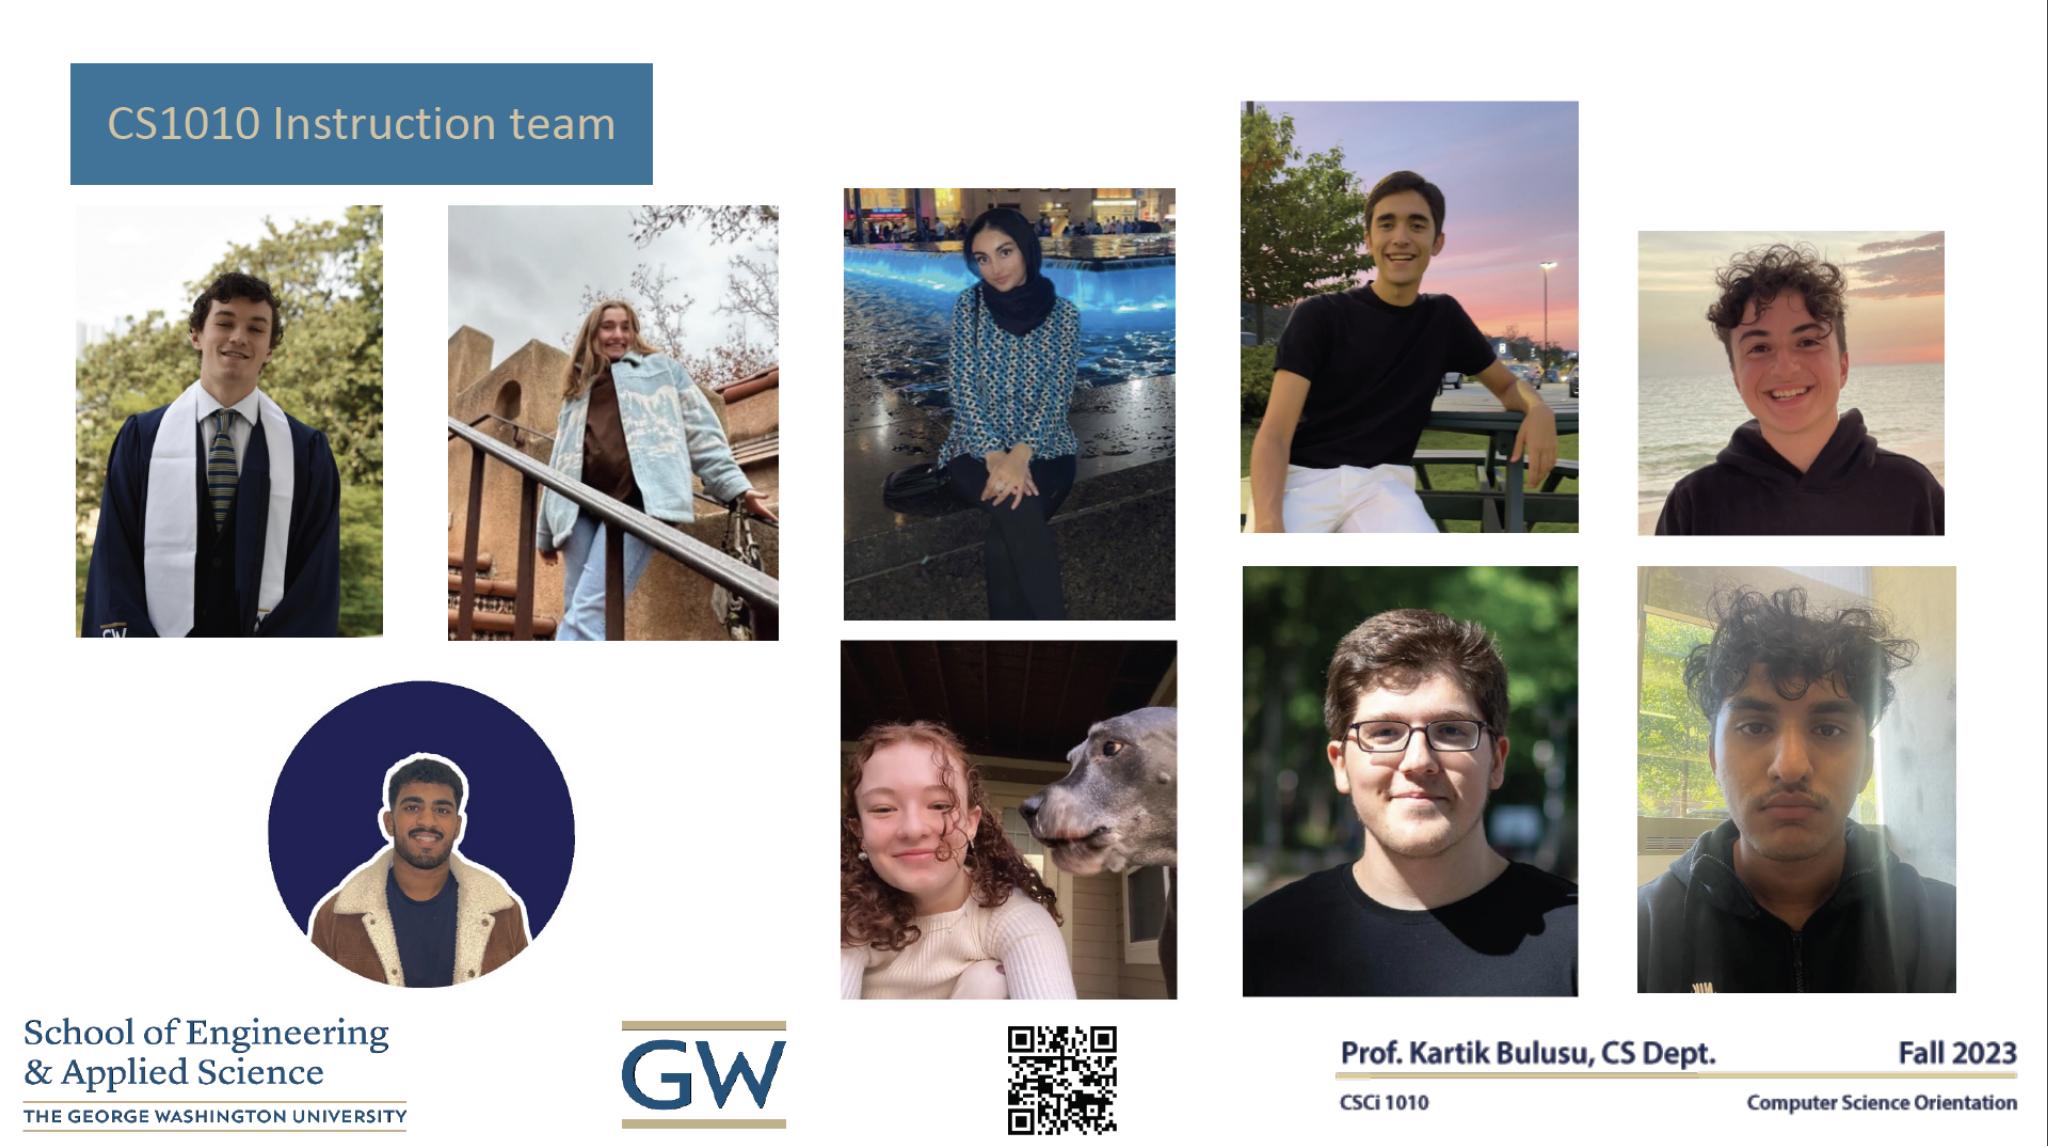 CS1010 Instruction team
GW
School of Engineering
& Applied Science
THE GEORGE WASHINGTON UNIVERSITY
GW
Prof. Kartik Bulusu, CS Dept.
Fall 2023
CSCi 1010
Computer Science Orientation